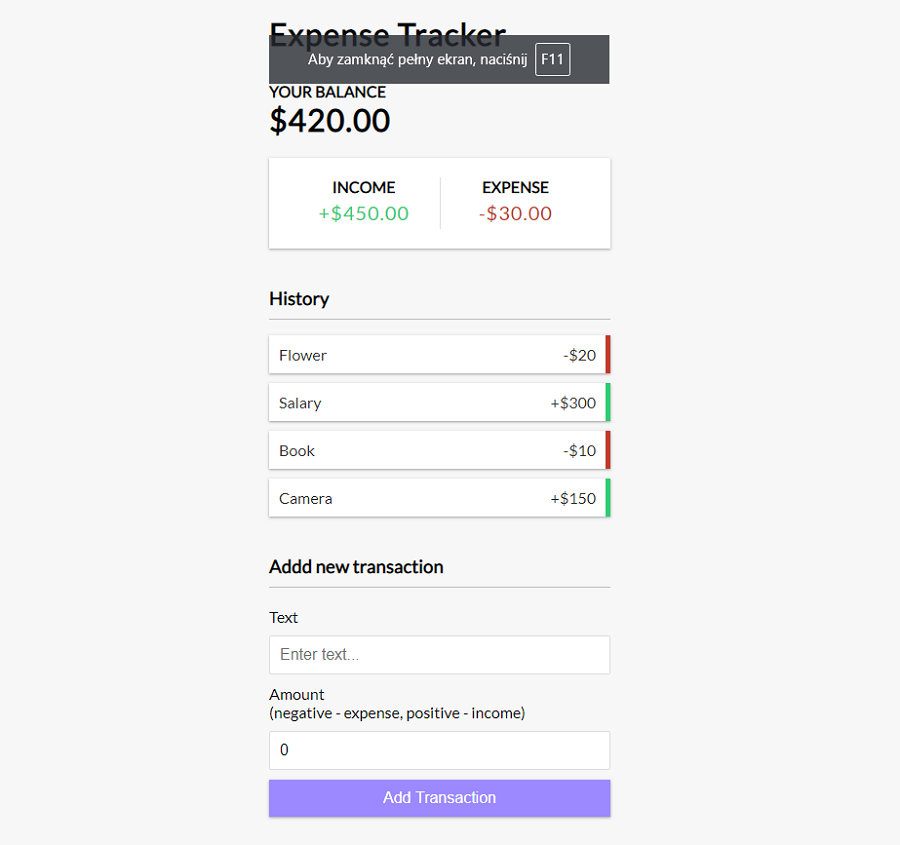 Expense Tracker
Aby zamknąć pełny ekran, naciśnij F11
YOUR BALANCE
$420.00
INCOME EXPENSE
+$450.00 -$30.00
History
Flower -$20
Salary +$300
Book -$10
Camera +$150
Addd new transaction
Text
Enter text...
Amount
(negative - expense, positive - income)
0
Add Transaction